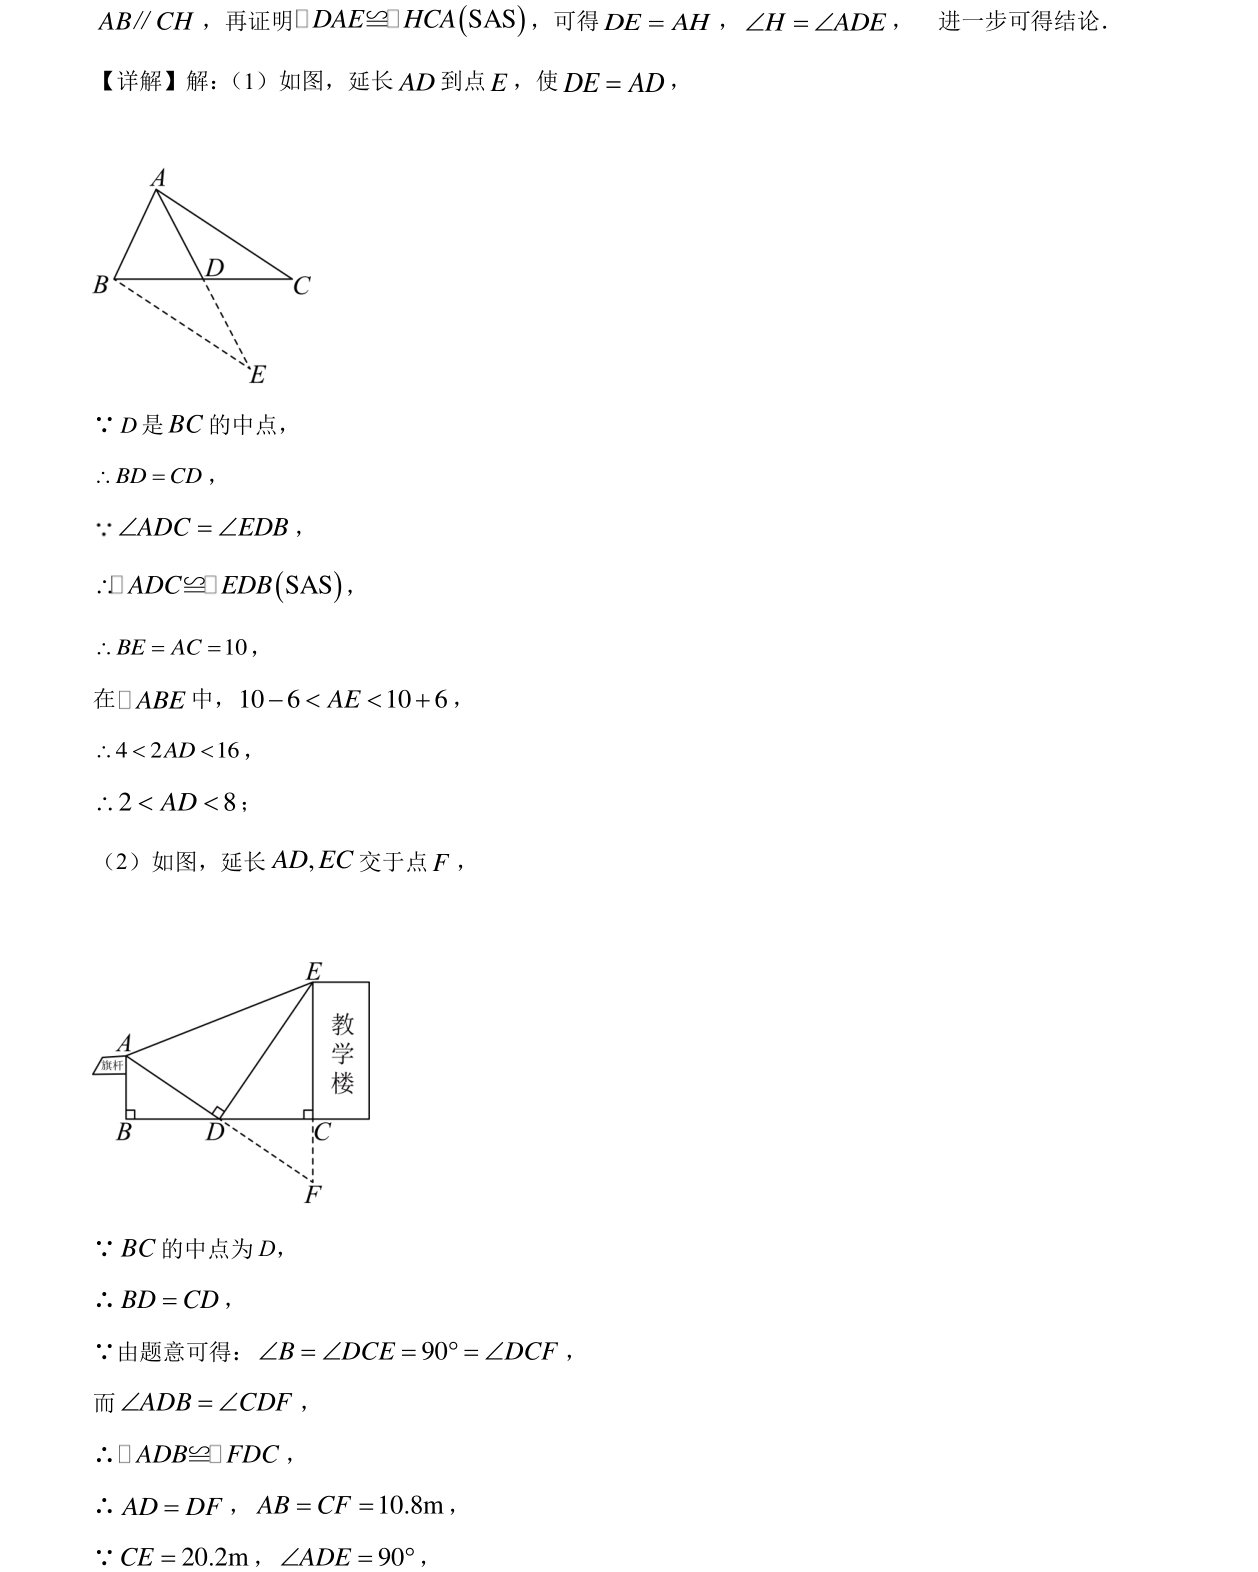 AB∥CH，再证明□DAE≌□HCA(SAS)，可得DE=AH，∠H=∠ADE，进一步可得结论.
【详解】解：（1）如图，延长AD到点E，使DE=AD，
A
D
B
C
E
∵D是BC的中点，
∴BD=CD，
∵∠ADC=∠EDB，
∴□ADC≌□EDB(SAS)，
∴BE=AC=10，
在□ABE中，10−6<AE<10+6，
∴4<2AD<16，
∴2<AD<8；
（2）如图，延长AD,EC交于点F，
E
教学楼
A
旗杆
B
D
C
F
∵BC的中点为D，
∴BD=CD，
∵由题意可得：∠B=∠DCE=90°=∠DCF，
而∠ADB=∠CDF，
∴□ADB≌□FDC，
∴AD=DF，AB=CF=10.8m，
∵CE=20.2m，∠ADE=90°，